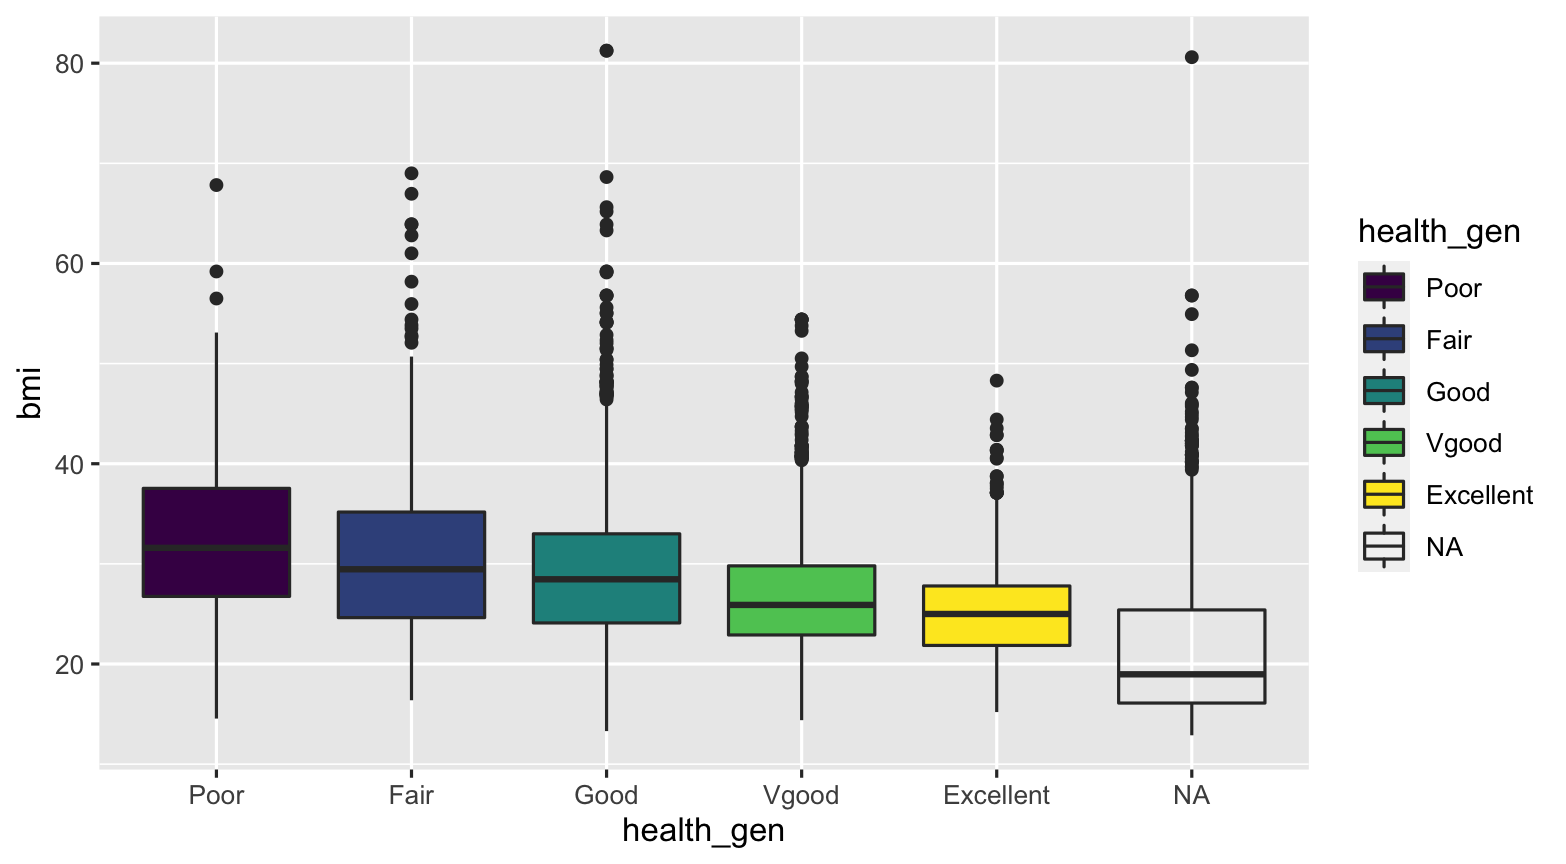 80
60
40
20
bmi
Poor
Fair
Good
Vgood
Excellent
NA
health_gen
health_gen
Poor
Fair
Good
Vgood
Excellent
NA